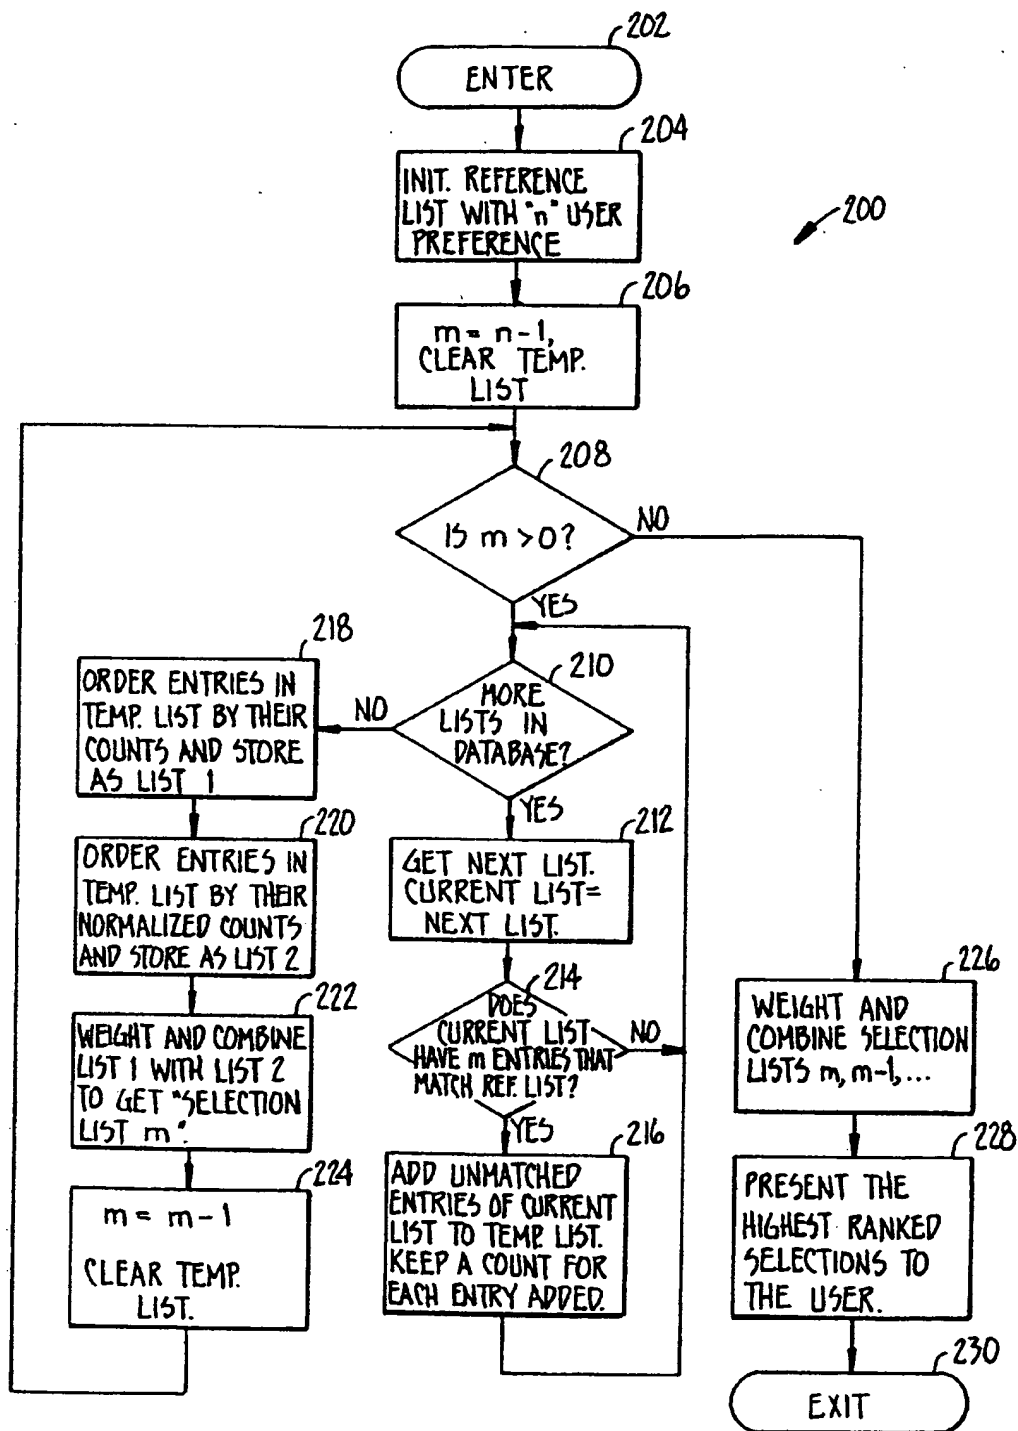 202
ENTER
204
INIT. REFERENCE
LIST WITH "n" USER
PREFERENCE
200
206
m = n-1,
CLEAR TEMP.
LIST
208
IS m > 0?
NO
YES
210
MORE
LISTS IN
DATABASE?
NO
YES
218
ORDER ENTRIES IN
TEMP. LIST BY THEIR
COUNTS AND STORE
AS LIST 1
220
ORDER ENTRIES IN
TEMP. LIST BY THEIR
NORMALIZED COUNTS
AND STORE AS LIST 2
222
WEIGHT AND COMBINE
LIST 1 WITH LIST 2
TO GET "SELECTION
LIST m".
224
m = m-1
CLEAR TEMP.
LIST.
212
GET NEXT LIST.
CURRENT LIST=
NEXT LIST.
214
DOES
CURRENT LIST
HAVE m ENTRIES THAT
MATCH REF. LIST?
NO
YES
216
ADD UNMATCHED
ENTRIES OF CURRENT
LIST TO TEMP. LIST.
KEEP A COUNT FOR
EACH ENTRY ADDED.
226
WEIGHT AND
COMBINE SELECTION
LISTS m, m-1, ...
228
PRESENT THE
HIGHEST RANKED
SELECTIONS TO
THE USER.
230
EXIT